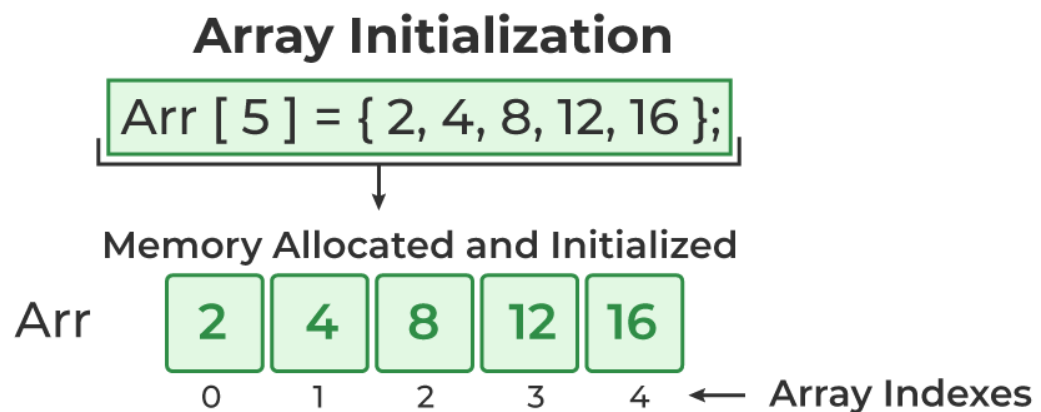 Array Initialization
Arr [ 5 ] = { 2, 4, 8, 12, 16 };
Memory Allocated and Initialized
Arr 2 4 8 12 16
0 1 2 3 4 Array Indexes